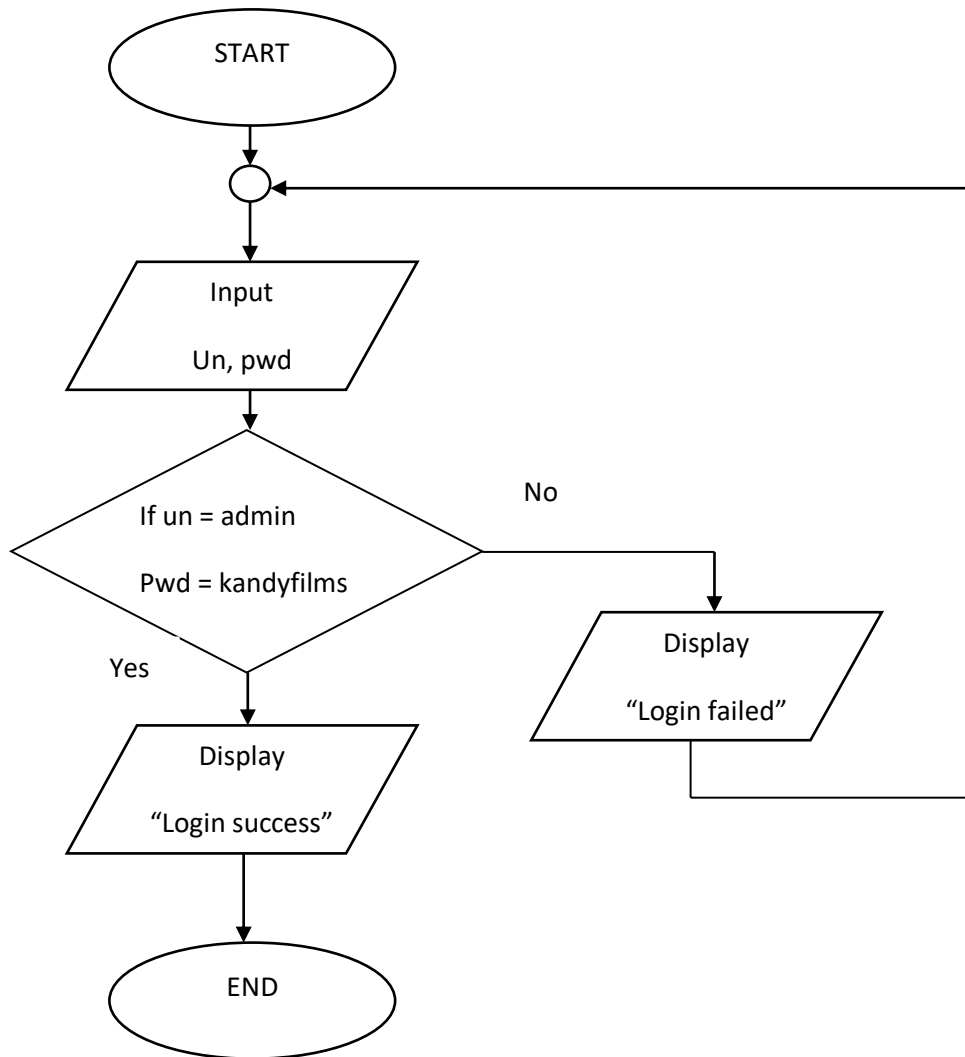 START
Input
Un, pwd
If un = admin
Pwd = kandyfilms
No
Yes
Display
“Login failed”
Display
“Login success”
END